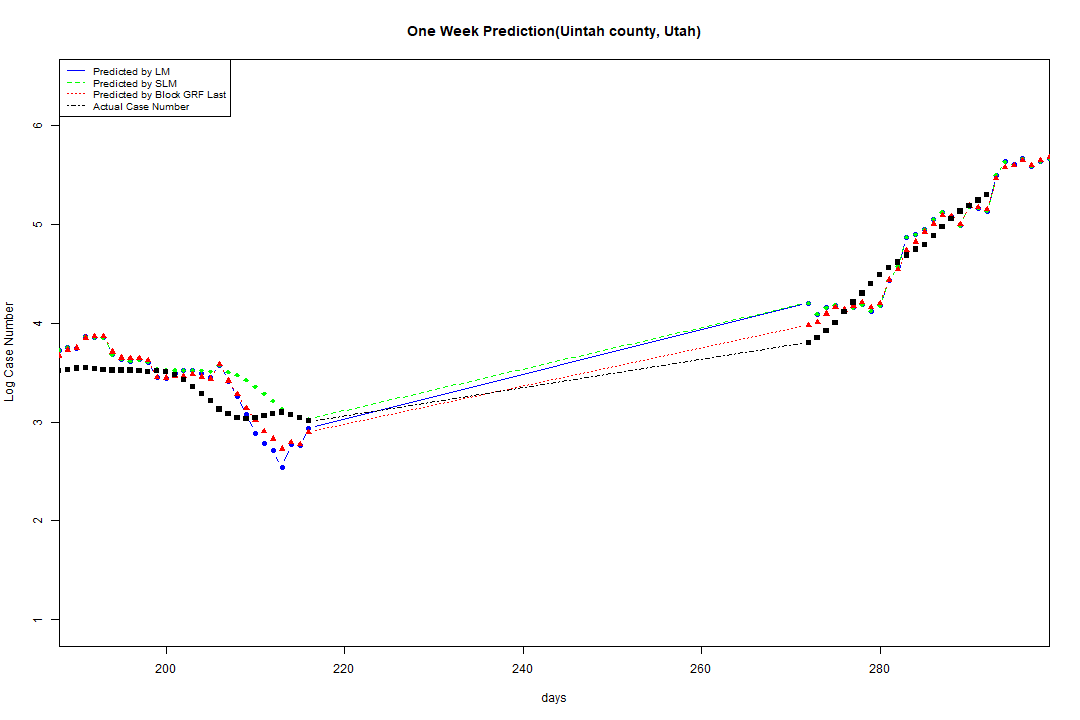 One Week Prediction(Uintah county, Utah)
Predicted by LM
Predicted by SLM
Predicted by Block GRF Last
Actual Case Number
Log Case Number
6
5
4
3
2
1
200 220 240 260 280
days